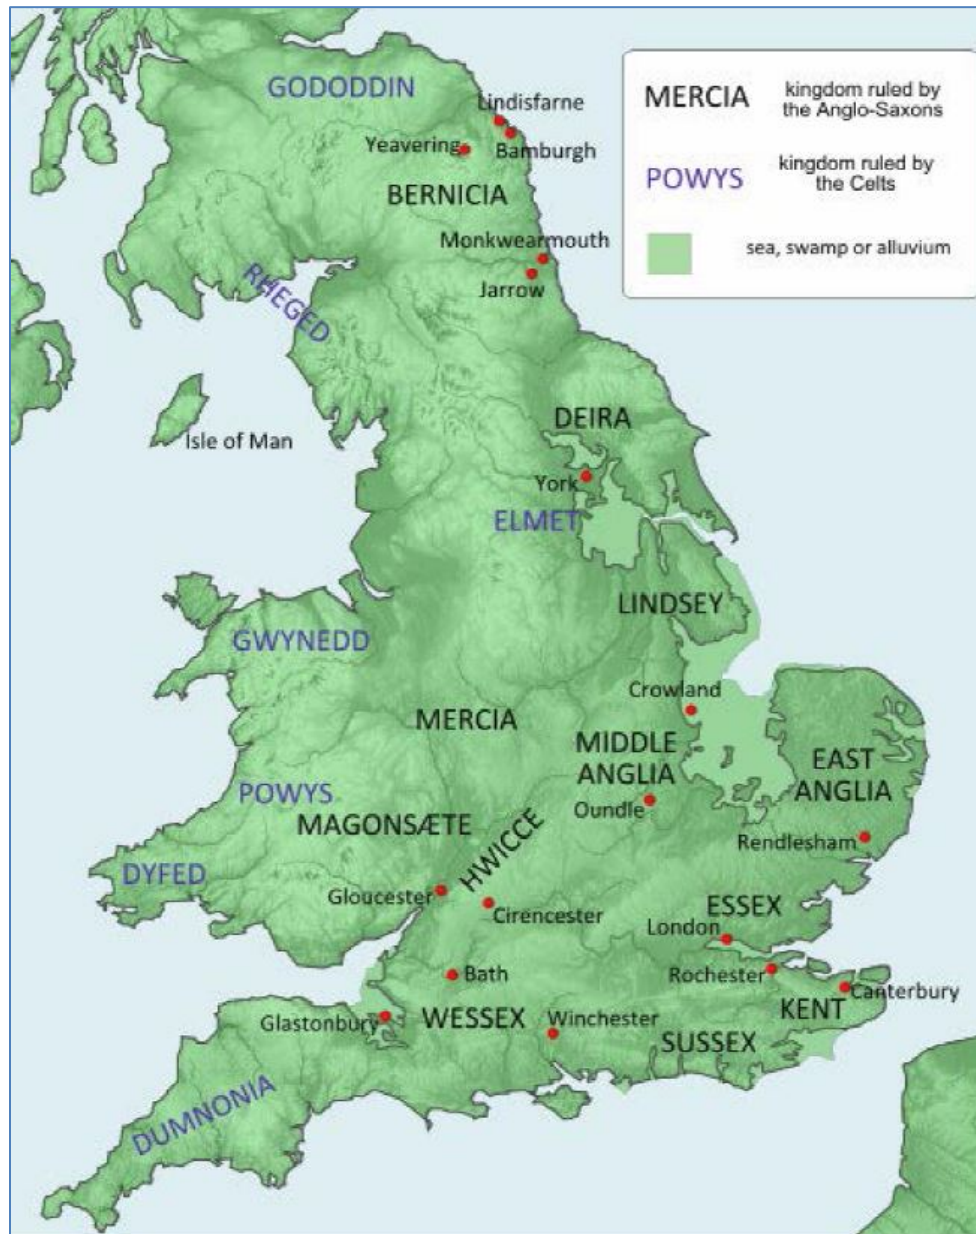 GODODDIN
Lindisfarne
Yeavering
Bamburgh
BERNICIA
Monkwearmouth
Jarrow
RHEGED
Isle of Man
DEIRA
York
ELMET
LINDSEY
GWYNEDD
Crowland
MERCIA
MIDDLE
ANGLIA
EAST
ANGLIA
POWYS
Oundle
MAGONSÆTE
Rendlesham
HWICCE
DYFED
Gloucester
Cirencester
ESSEX
London
Bath
Rochester
KENT
Canterbury
Glastonbury
WESSEX
Winchester
SUSSEX
DUMNONIA
MERCIA kingdom ruled by
the Anglo-Saxons
POWYS kingdom ruled by
the Celts
sea, swamp or alluvium